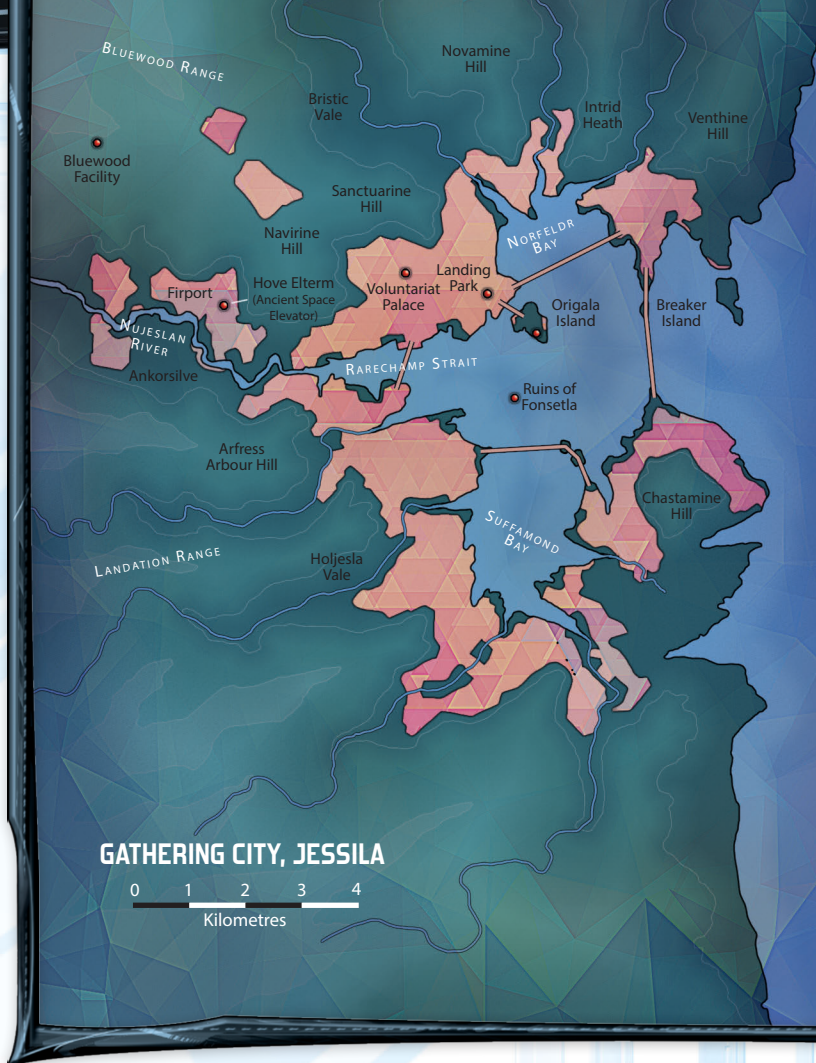 Bluewood Range
Novamine
Hill
Bristic
Vale
Intrid
Heath
Venthine
Hill
Bluewood
Facility
Sanctuarine
Hill
Navirine
Hill
Norfeldr
Bay
Firport
Hove Elterm
(Ancient Space
Elevator)
Voluntariat
Palace
Landing
Park
Origala
Island
Breaker
Island
Nujeslan
River
Rarechamp Strait
Ankorsilve
Ruins of
Fonsetla
Arfress
Arbour Hill
Chastamine
Hill
Suffamond
Bay
Landation Range
Holjesla
Vale
GATHERING CITY, JESSILA
0 1 2 3 4
Kilometres